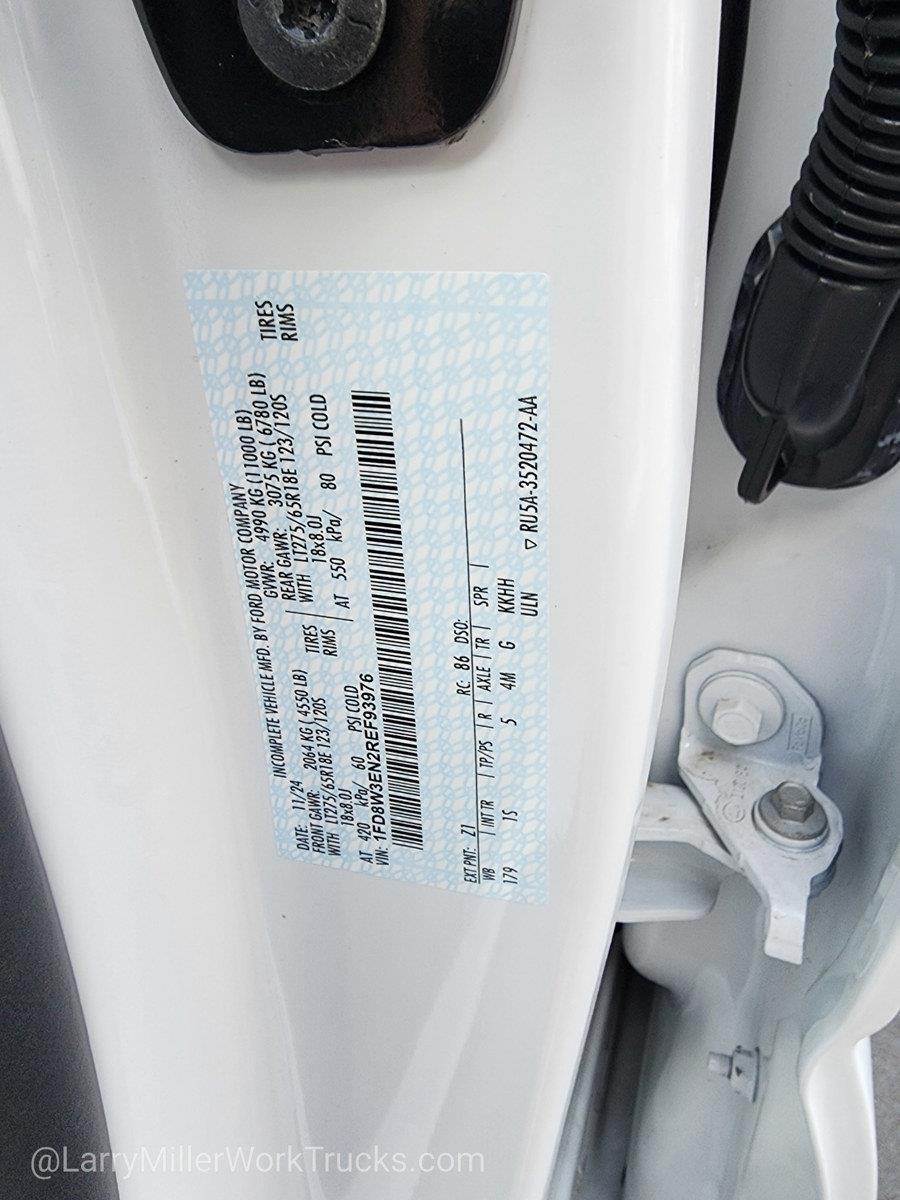 INCOMPLETE VEHICLE MFD. BY FORD MOTOR COMPANY
DATE: 11/24 GVWR: 4990 KG (11000 LB)
FRONT GAWR: 2064 KG ( 4550 LB) REAR GAWR: 3075 KG ( 6780 LB)
WITH LT275/65R18E 123/120S TIRES WITH LT275/65R18E 123/120S TIRES
18x8.0J RIMS 18x8.0J RIMS
AT 420 kPa/ 60 PSI COLD AT 550 kPa/ 80 PSI COLD
VIN: 1FD8W3EN2REF93976
EXT PNT: Z1 RC: 86 DSO:
WB | INT TR | TP/PS | R | AXLE | TR | SPR |
179 TS 5 4M G KKHH
ULN ▽ RU5A-3520472-AA
@LarryMillerWorkTrucks.com